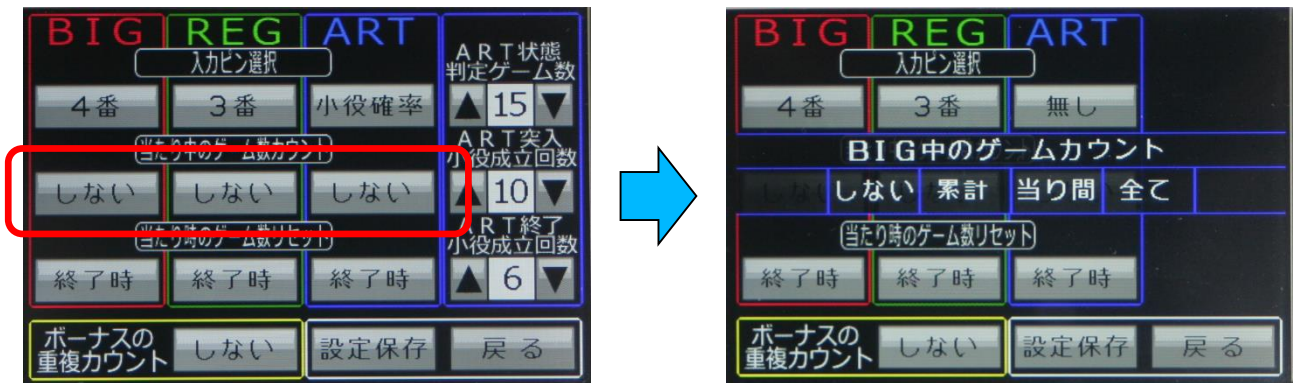 BIG REG ART
入力ピン選択
4番 3番 小役確率
当たり中のゲーム数カウント
しない しない しない
当たり時のゲーム数リセット
終了時 終了時 終了時
ART状態
判定ゲーム数
▲ 15 ▼
ART突入
小役成立回数
▲ 10 ▼
ART終了
小役成立回数
▲ 6 ▼
ボーナスの
重複カウント
しない 設定保存 戻る
BIG REG ART
入力ピン選択
4番 3番 無し
BIG中のゲームカウント
しない 累計 当り間 全て
当たり時のゲーム数リセット
終了時 終了時 終了時
ボーナスの
重複カウント
しない 設定保存 戻る